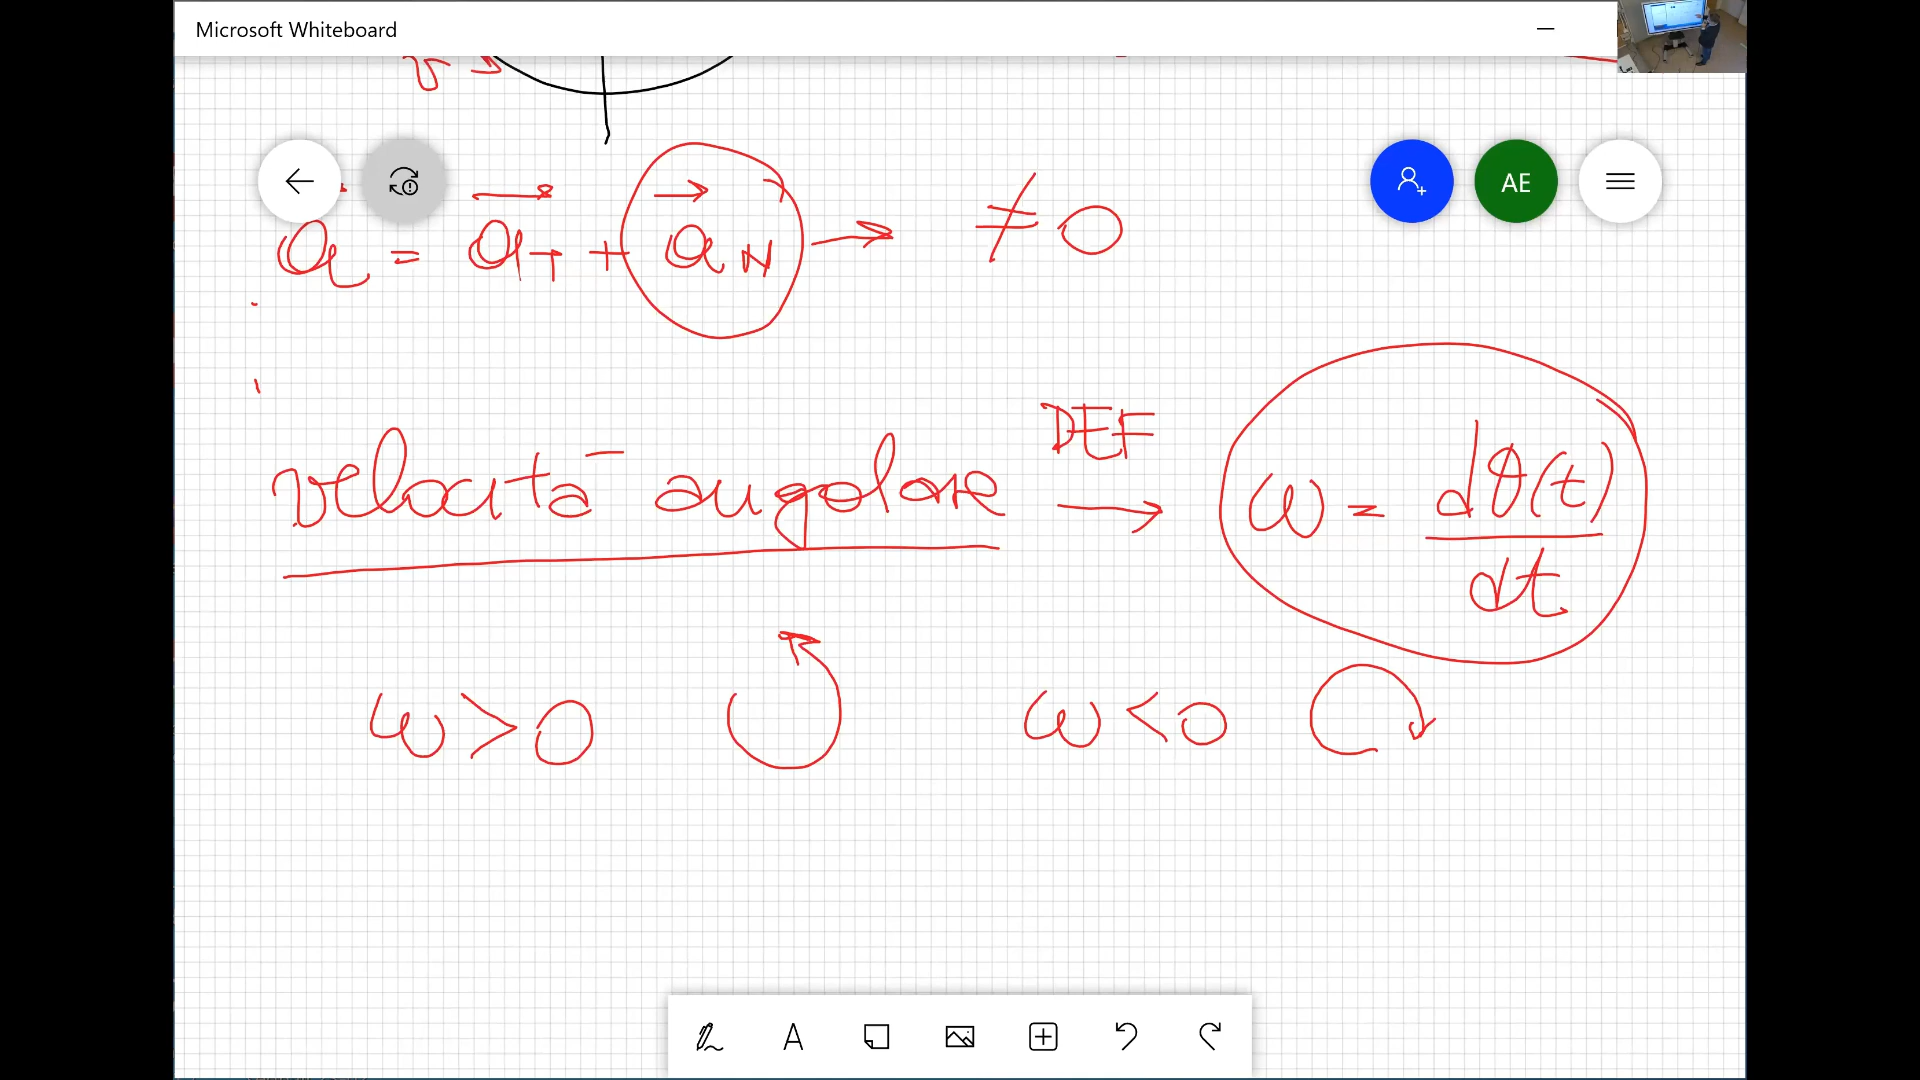 Microsoft Whiteboard
v
AE
a = a_T + a_N → ≠ 0
DEF
velocità angolare → ω = dθ(t) / dt
ω > 0 ω < 0